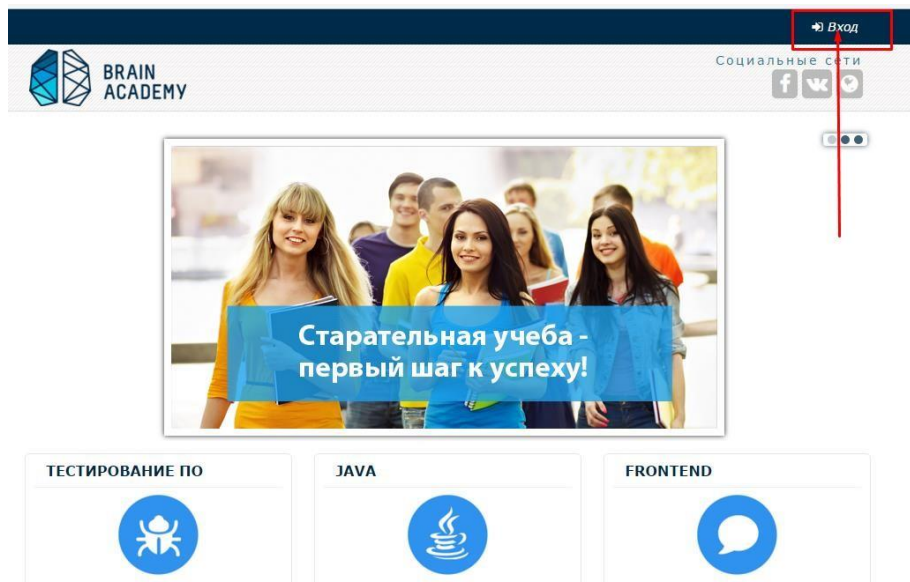 Вход
BRAIN
ACADEMY
Социальные сети
Старательная учеба -
первый шаг к успеху!
ТЕСТИРОВАНИЕ ПО
JAVA
FRONTEND